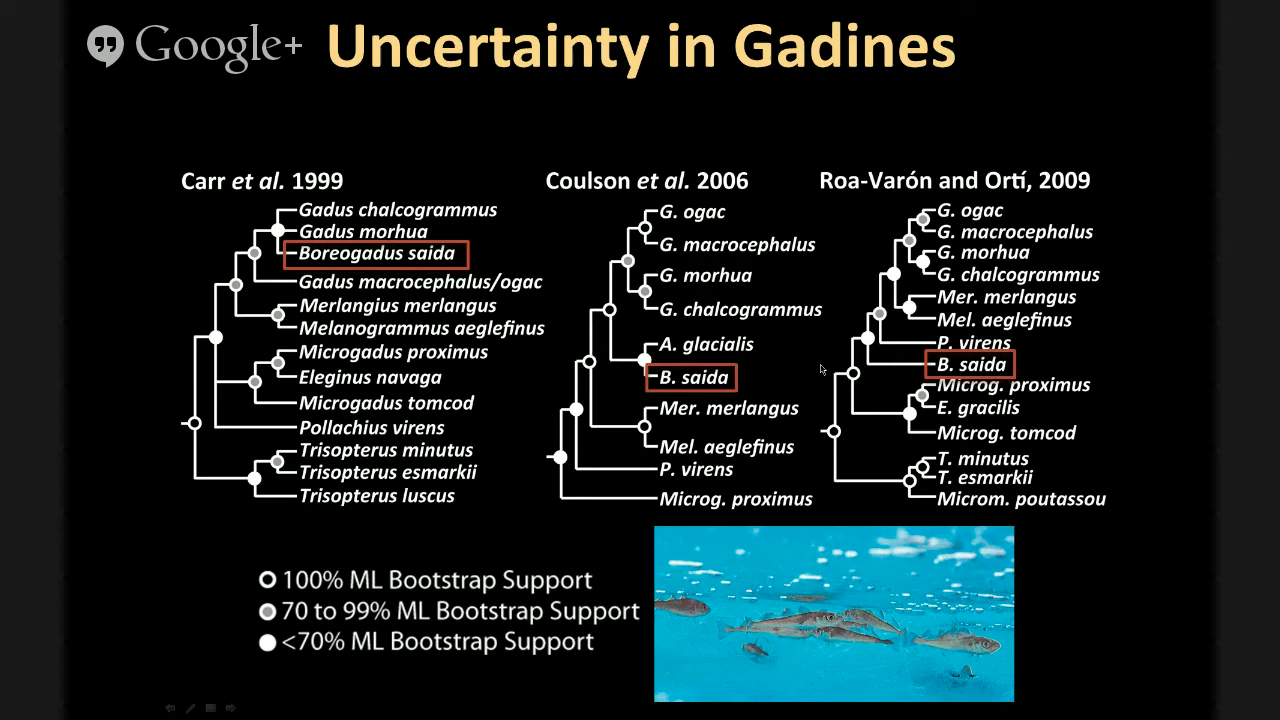 Google+ Uncertainty in Gadines
Carr et al. 1999
Gadus chalcogrammus
Gadus morhua
Boreogadus saida
Gadus macrocephalus/ogac
Merlangius merlangus
Melanogrammus aeglefinus
Microgadus proximus
Eleginus navaga
Microgadus tomcod
Pollachius virens
Trisopterus minutus
Trisopterus esmarkii
Trisopterus luscus
Coulson et al. 2006
G. ogac
G. macrocephalus
G. morhua
G. chalcogrammus
A. glacialis
B. saida
Mer. merlangus
Mel. aeglefinus
P. virens
Microg. proximus
Roa-Varón and Ortí, 2009
G. ogac
G. macrocephalus
G. morhua
G. chalcogrammus
Mer. merlangus
Mel. aeglefinus
P. virens
B. saida
Microg. proximus
E. gracilis
Microg. tomcod
T. minutus
T. esmarkii
Microm. poutassou
100% ML Bootstrap Support
70 to 99% ML Bootstrap Support
<70% ML Bootstrap Support